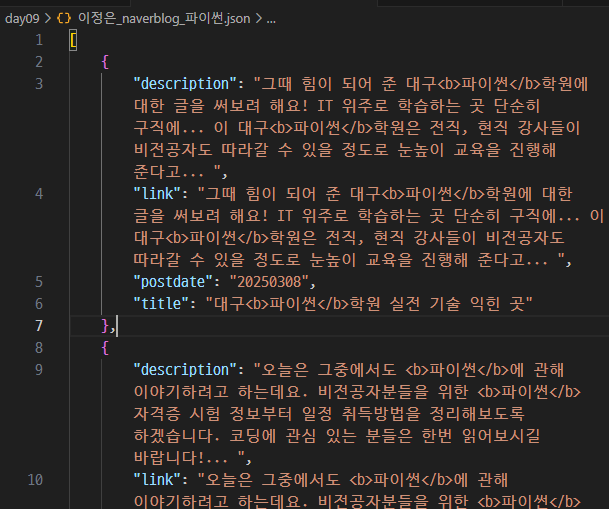 day09 > {} 이정은_naverblog_파이썬.json > ...
1 [
2 {
3 "description": "그때 힘이 되어 준 대구<b>파이썬</b>학원에
대한 글을 써보려 해요! IT 위주로 학습하는 곳 단순히
구직에... 이 대구<b>파이썬</b>학원은 전직, 현직 강사들이
비전공자도 따라갈 수 있을 정도로 눈높이 교육을 진행해
준다고... ",
4 "link": "그때 힘이 되어 준 대구<b>파이썬</b>학원에 대한
글을 써보려 해요! IT 위주로 학습하는 곳 단순히 구직에... 이
대구<b>파이썬</b>학원은 전직, 현직 강사들이 비전공자도
따라갈 수 있을 정도로 눈높이 교육을 진행해 준다고... ",
5 "postdate": "20250308",
6 "title": "대구<b>파이썬</b>학원 실전 기술 익힌 곳"
7 },
8 {
9 "description": "오늘은 그중에서도 <b>파이썬</b>에 관해
이야기하려고 하는데요. 비전공자분들을 위한 <b>파이썬</b>
자격증 시험 정보부터 일정 취득방법을 정리해보도록
하겠습니다. 코딩에 관심 있는 분들은 한번 읽어보시길
바랍니다!... ",
10 "link": "오늘은 그중에서도 <b>파이썬</b>에 관해
이야기하려고 하는데요. 비전공자분들을 위한 <b>파이썬</b>